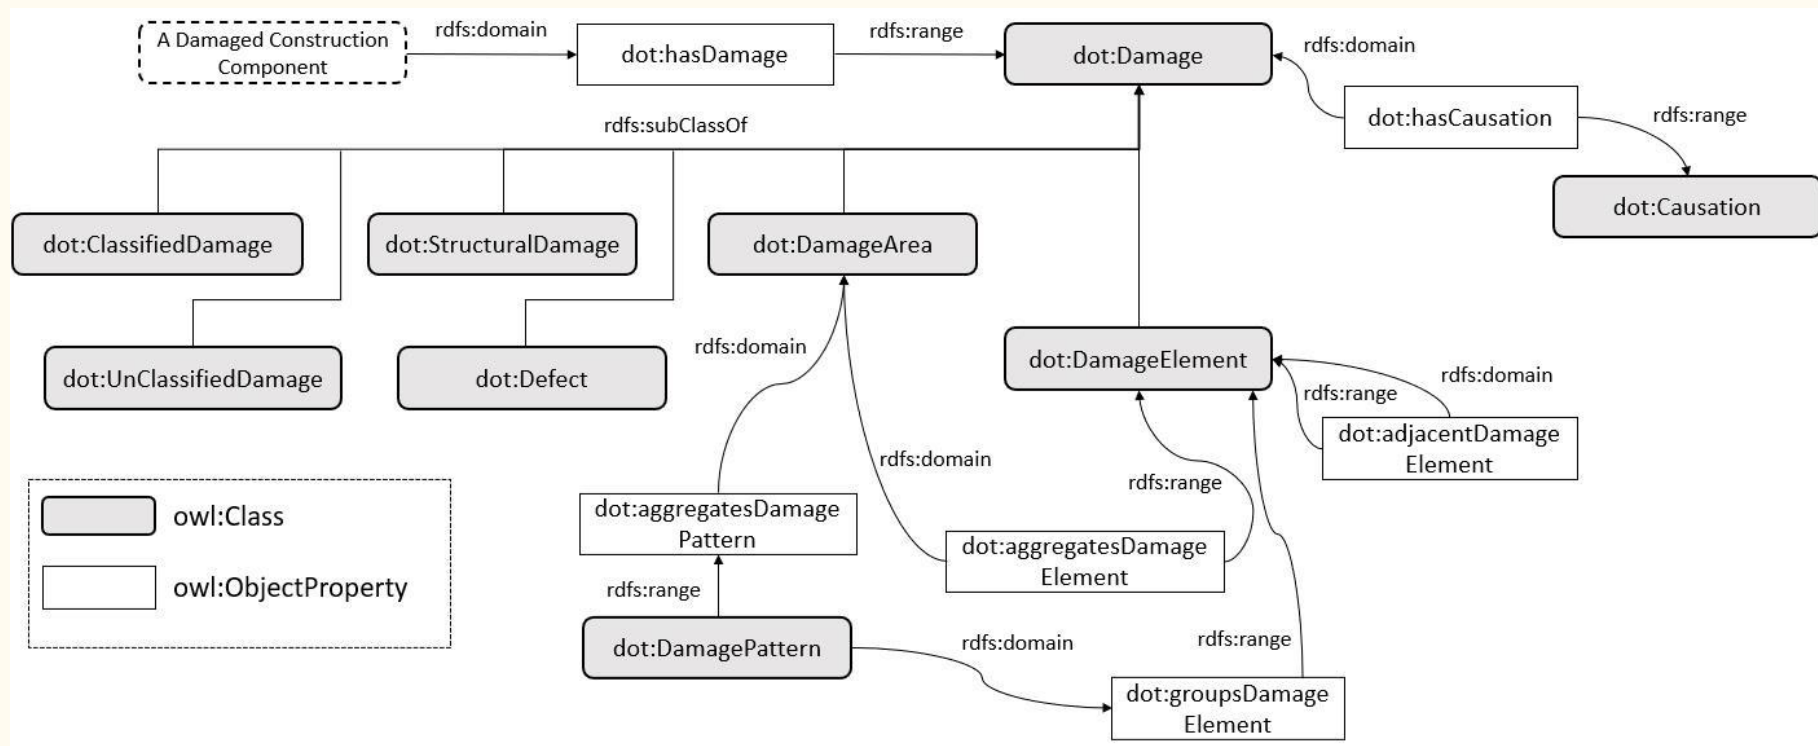 A Damaged Construction
Component
rdfs:domain
dot:hasDamage
rdfs:range
dot:Damage
rdfs:domain
dot:hasCausation
rdfs:range
dot:Causation
rdfs:subClassOf
dot:ClassifiedDamage
dot:StructuralDamage
dot:DamageArea
dot:UnClassifiedDamage
dot:Defect
rdfs:domain
dot:DamageElement
rdfs:domain
rdfs:range
dot:adjacentDamage
Element
rdfs:domain
rdfs:range
owl:Class
owl:ObjectProperty
dot:aggregatesDamage
Pattern
dot:aggregatesDamage
Element
rdfs:range
dot:DamagePattern
rdfs:domain
rdfs:range
dot:groupsDamage
Element